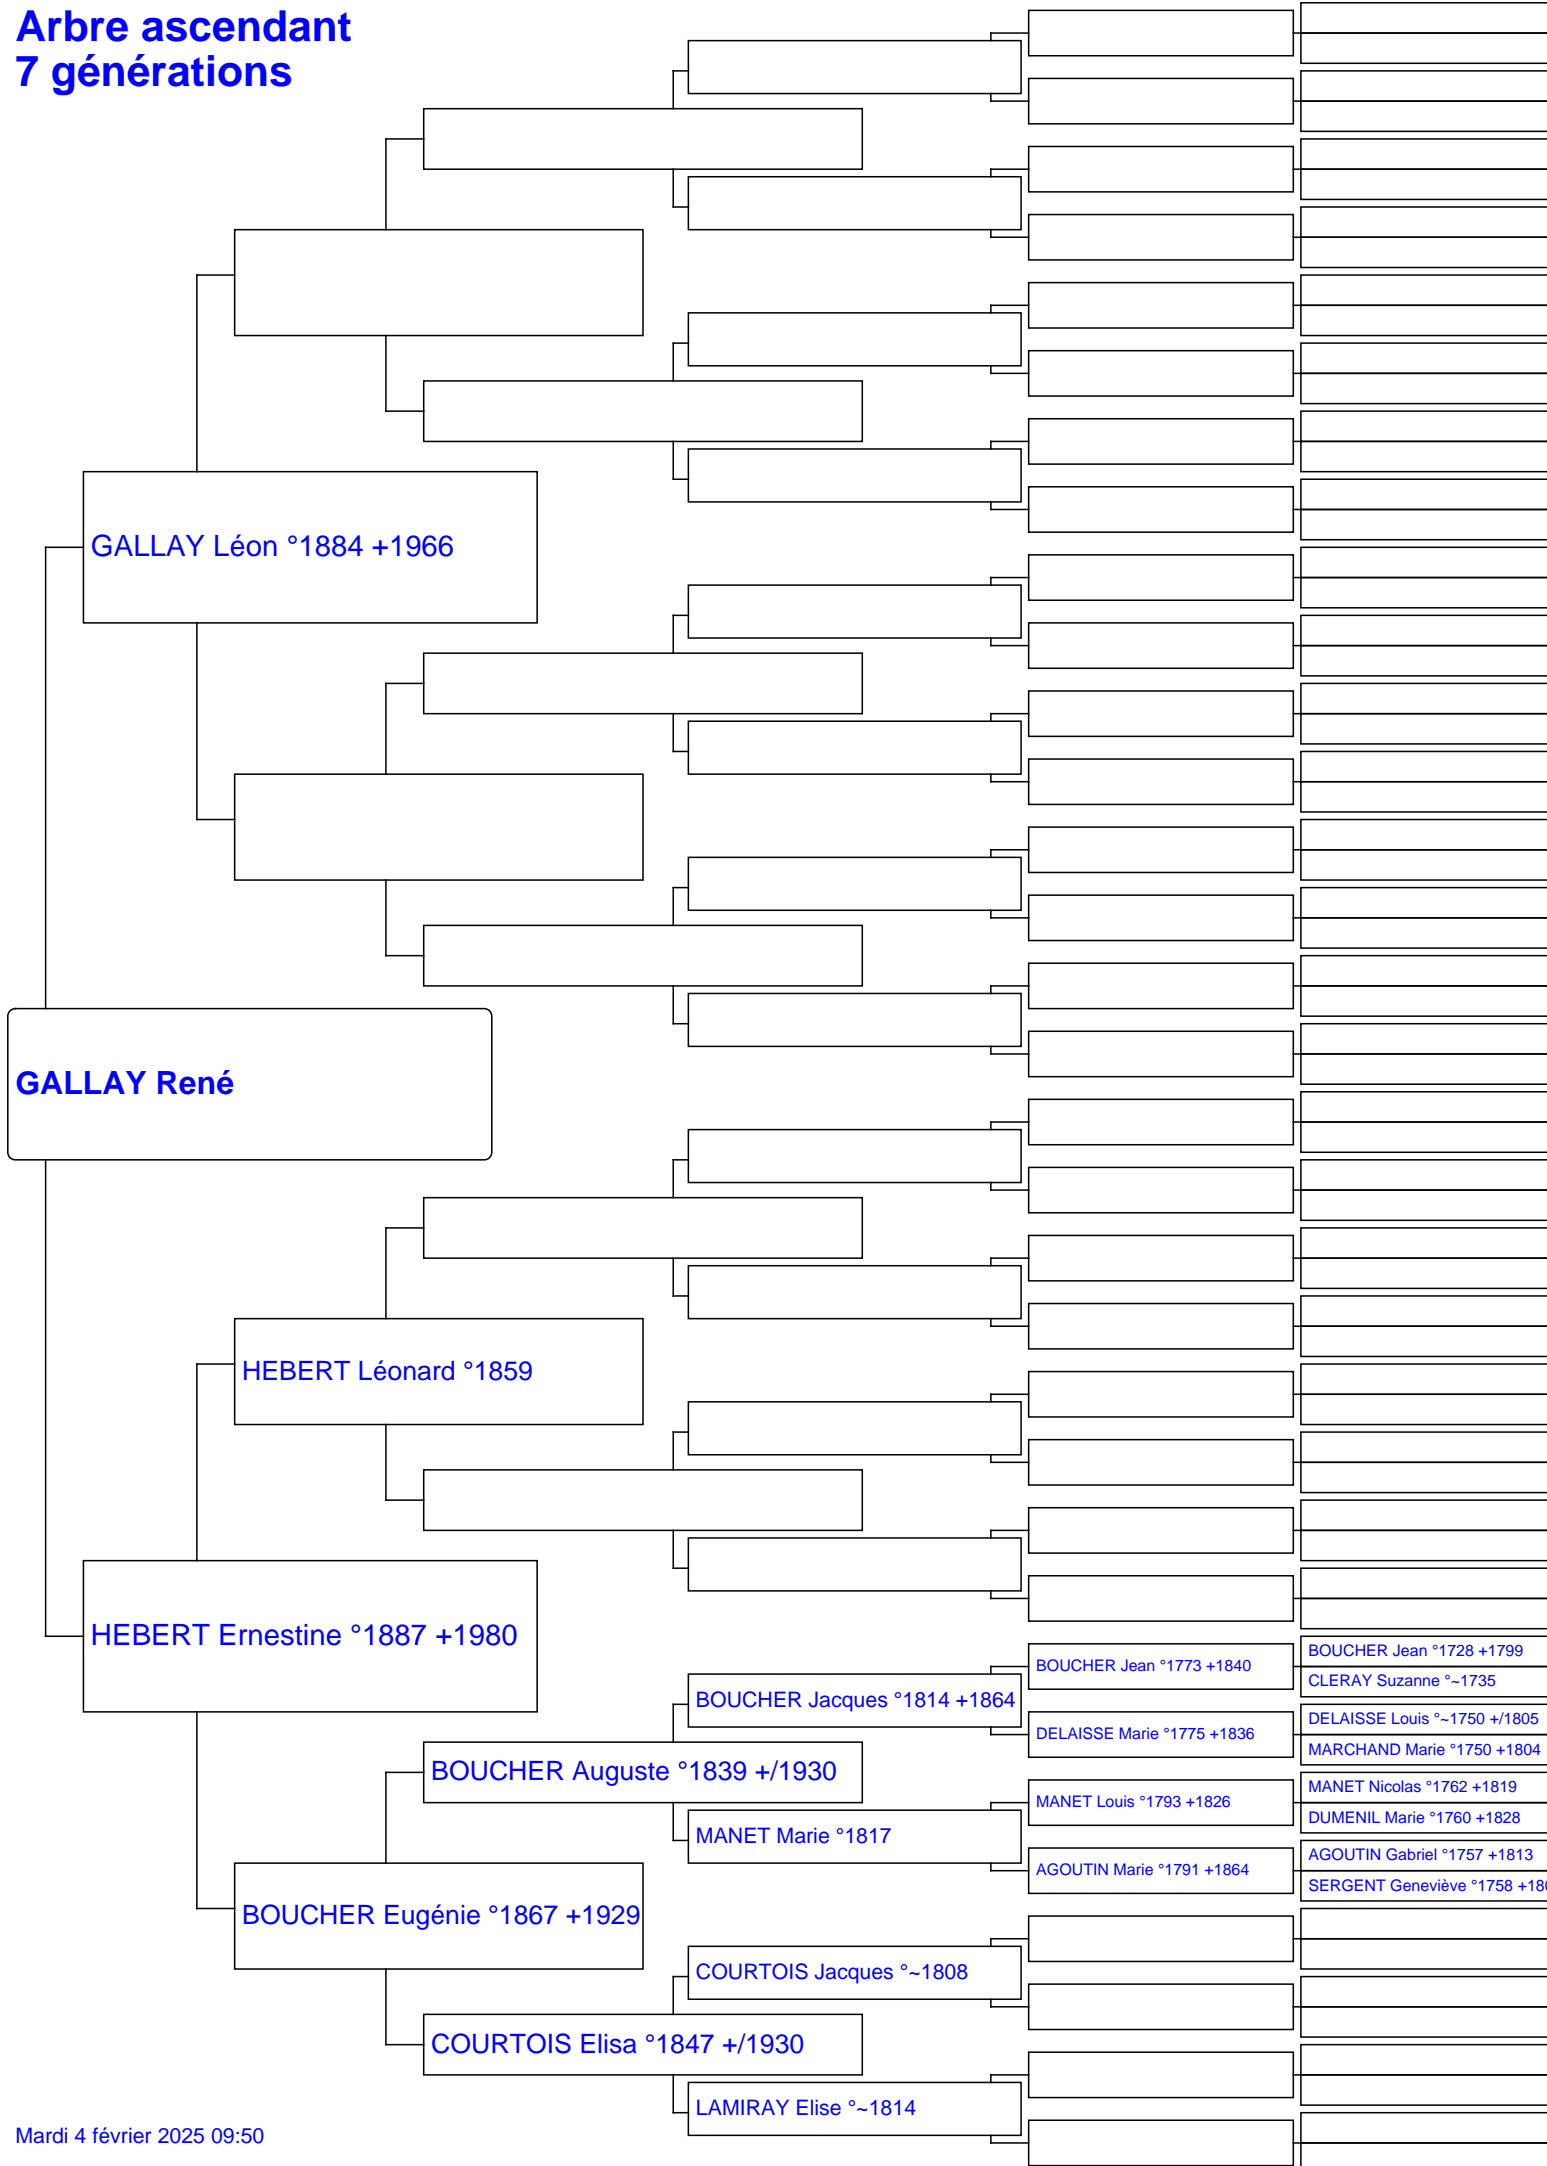 Arbre ascendant
7 générations
GALLAY Léon °1884 +1966
GALLAY René
HEBERT Léonard °1859
HEBERT Ernestine °1887 +1980
BOUCHER Jean °1773 +1840
BOUCHER Jean °1728 +1799
CLERAY Suzanne °~1735
BOUCHER Jacques °1814 +1864
DELAISSE Marie °1775 +1836
DELAISSE Louis °~1750 +/1805
MARCHAND Marie °1750 +1804
BOUCHER Auguste °1839 +/1930
MANET Louis °1793 +1826
MANET Nicolas °1762 +1819
DUMENIL Marie °1760 +1828
MANET Marie °1817
AGOUTIN Marie °1791 +1864
AGOUTIN Gabriel °1757 +1813
SERGENT Geneviève °1758
BOUCHER Eugénie °1867 +1929
COURTOIS Jacques °~1808
COURTOIS Elisa °1847 +/1930
LAMIRAY Elise °~1814
Mardi 4 février 2025 09:50